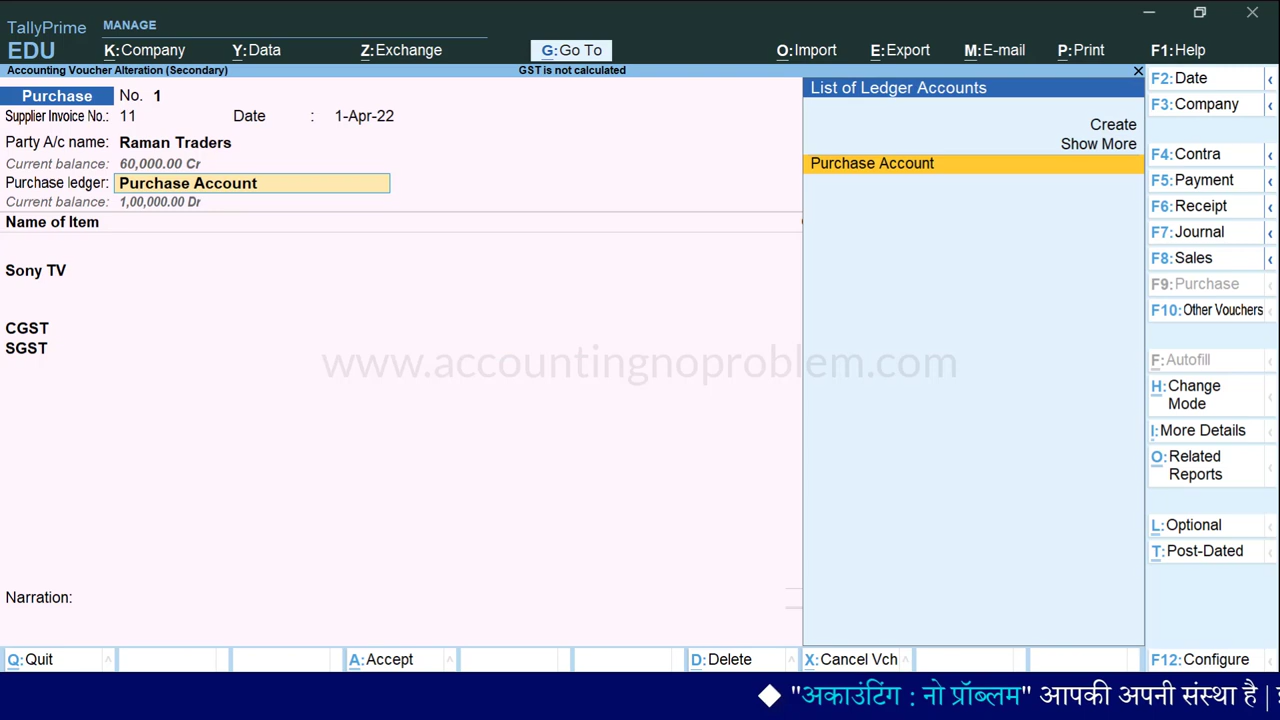 TallyPrime MANAGE
EDU K:Company Y:Data Z:Exchange G:Go To O:Import E:Export M:E-mail P:Print F1:Help
Accounting Voucher Alteration (Secondary) GST is not calculated
Purchase No. 1
Supplier Invoice No.: 11 Date : 1-Apr-22
Party A/c name: Raman Traders
Current balance: 60,000.00 Cr
Purchase ledger: Purchase Account
Current balance: 1,00,000.00 Dr
Name of Item
Sony TV
CGST
SGST
Narration:
List of Ledger Accounts
Create
Show More
Purchase Account
www.accountingnoproblem.com
F2:Date
F3:Company
F4:Contra
F5:Payment
F6:Receipt
F7:Journal
F8:Sales
F9:Purchase
F10:Other Vouchers
F:Autofill
H:Change
Mode
I:More Details
O:Related
Reports
L:Optional
T:Post-Dated
Q:Quit A:Accept D:Delete X:Cancel Vch F12:Configure
"अकाउंटिंग : नो प्रॉब्लम" आपकी अपनी संस्था है |